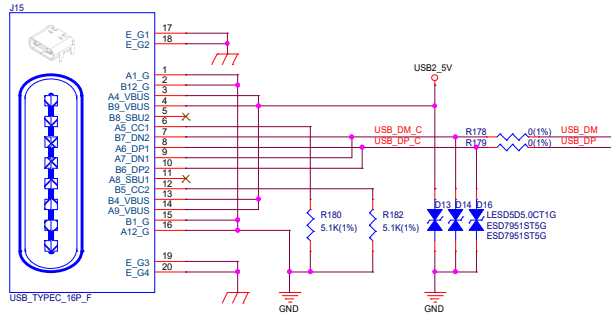 J15
17
E_G1
18
E_G2
1
A1_G
2
B12_G
3
A4_VBUS
4
B9_VBUS
5
B8_SBU2
6
A5_CC1
7
B7_DN2
8
A6_DP1
9
A7_DN1
10
B6_DP2
11
A8_SBU1
12
B5_CC2
13
B4_VBUS
14
A9_VBUS
15
B1_G
16
A12_G
19
E_G3
20
E_G4
USB_TYPEC_16P_F
USB2_5V
USB_DM_C
R178
0(1%)
USB_DM
USB_DP_C
R179
0(1%)
USB_DP
R180
5.1K(1%)
R182
5.1K(1%)
D13
D14
D16
LESD5D5.0CT1G
ESD7951ST5G
ESD7951ST5G
GND
GND